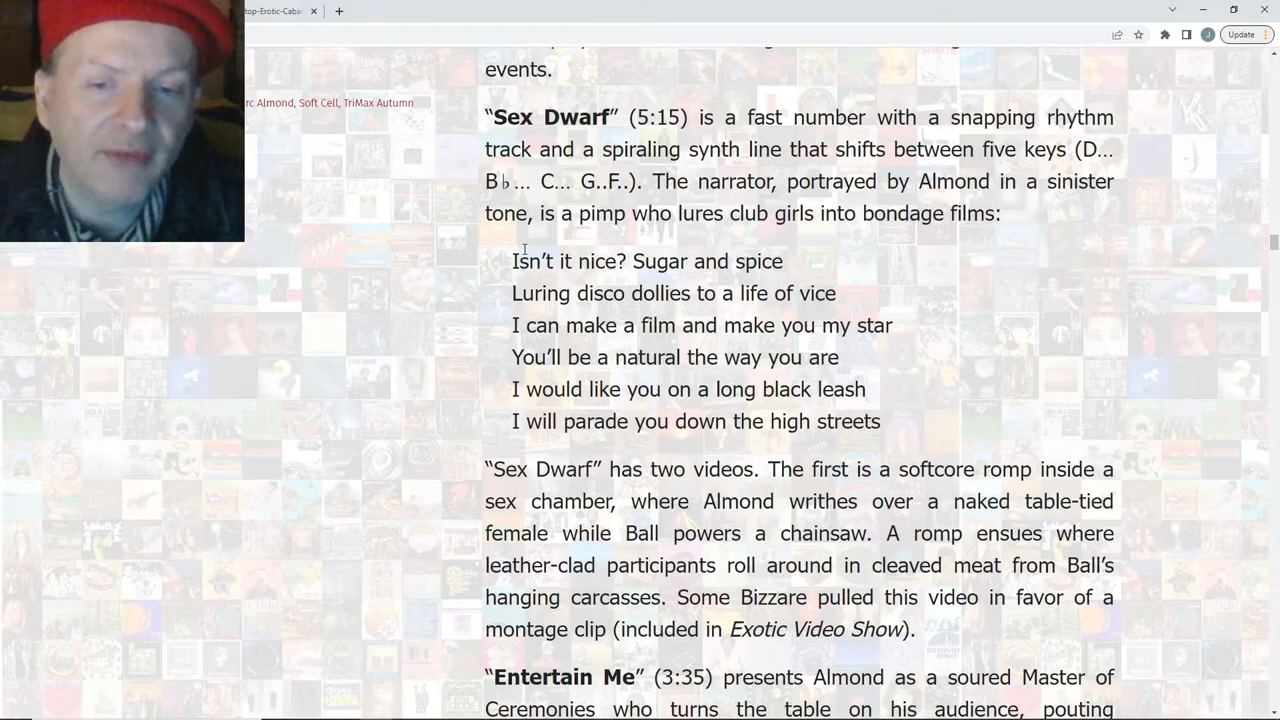 top-Erotic-Caba
Update
events.
rc Almond, Soft Cell, TriMax Autumn
“Sex Dwarf” (5:15) is a fast number with a snapping rhythm
track and a spiraling synth line that shifts between five keys (D…
B♭… C… G..F..). The narrator, portrayed by Almond in a sinister
tone, is a pimp who lures club girls into bondage films:
Isn’t it nice? Sugar and spice
Luring disco dollies to a life of vice
I can make a film and make you my star
You’ll be a natural the way you are
I would like you on a long black leash
I will parade you down the high streets
“Sex Dwarf” has two videos. The first is a softcore romp inside a
sex chamber, where Almond writhes over a naked table-tied
female while Ball powers a chainsaw. A romp ensues where
leather-clad participants roll around in cleaved meat from Ball’s
hanging carcasses. Some Bizzare pulled this video in favor of a
montage clip (included in Exotic Video Show).
“Entertain Me” (3:35) presents Almond as a soured Master of
Ceremonies who turns the table on his audience, pouting